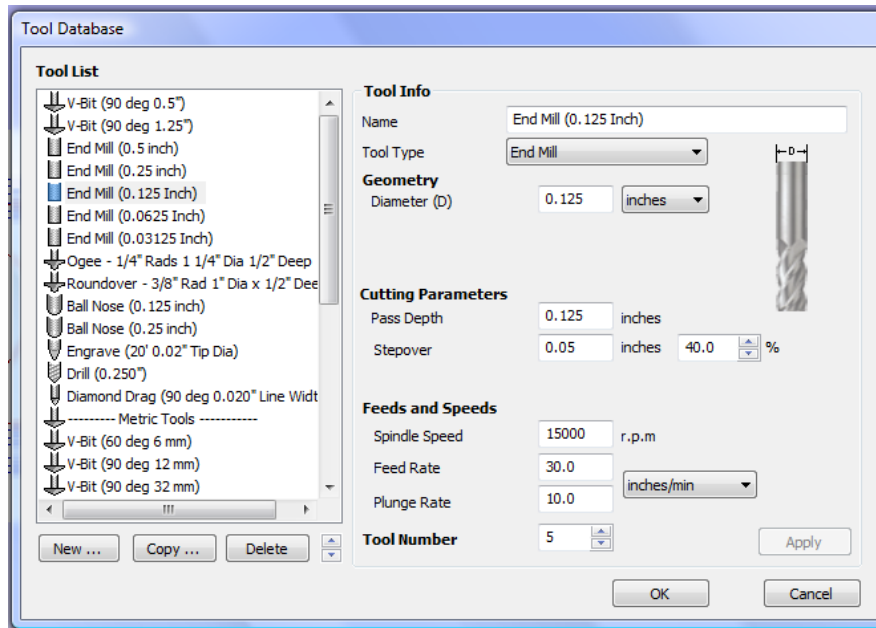 Tool Database
Tool List
V-Bit (90 deg 0.5")
V-Bit (90 deg 1.25")
End Mill (0.5 inch)
End Mill (0.25 inch)
End Mill (0.125 Inch)
End Mill (0.0625 Inch)
End Mill (0.03125 Inch)
Ogee - 1/4" Rads 1 1/4" Dia 1/2" Deep
Roundover - 3/8" Rad 1" Dia x 1/2" Dee
Ball Nose (0.125 inch)
Ball Nose (0.25 inch)
Engrave (20' 0.02" Tip Dia)
Drill (0.250")
Diamond Drag (90 deg 0.020" Line Widt
--------- Metric Tools -----------
V-Bit (60 deg 6 mm)
V-Bit (90 deg 12 mm)
V-Bit (90 deg 32 mm)
New ... Copy ... Delete
Tool Info
Name End Mill (0.125 Inch)
Tool Type End Mill
D
Geometry
Diameter (D) 0.125 inches
Cutting Parameters
Pass Depth 0.125 inches
Stepover 0.05 inches 40.0 %
Feeds and Speeds
Spindle Speed 15000 r.p.m
Feed Rate 30.0
inches/min
Plunge Rate 10.0
Tool Number 5
Apply
OK Cancel